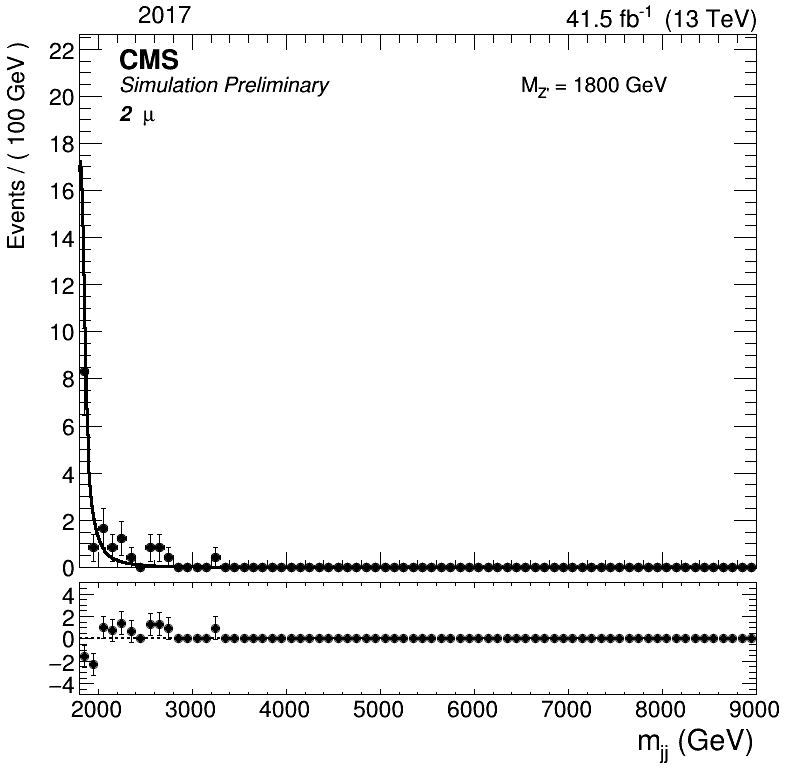 2017
41.5 fb-1 (13 TeV)
CMS
Simulation Preliminary
2 μ
MZ' = 1800 GeV
Events / ( 100 GeV )
22
20
18
16
14
12
10
8
6
4
2
0
4
2
0
−2
−4
2000 3000 4000 5000 6000 7000 8000 9000
mjj (GeV)